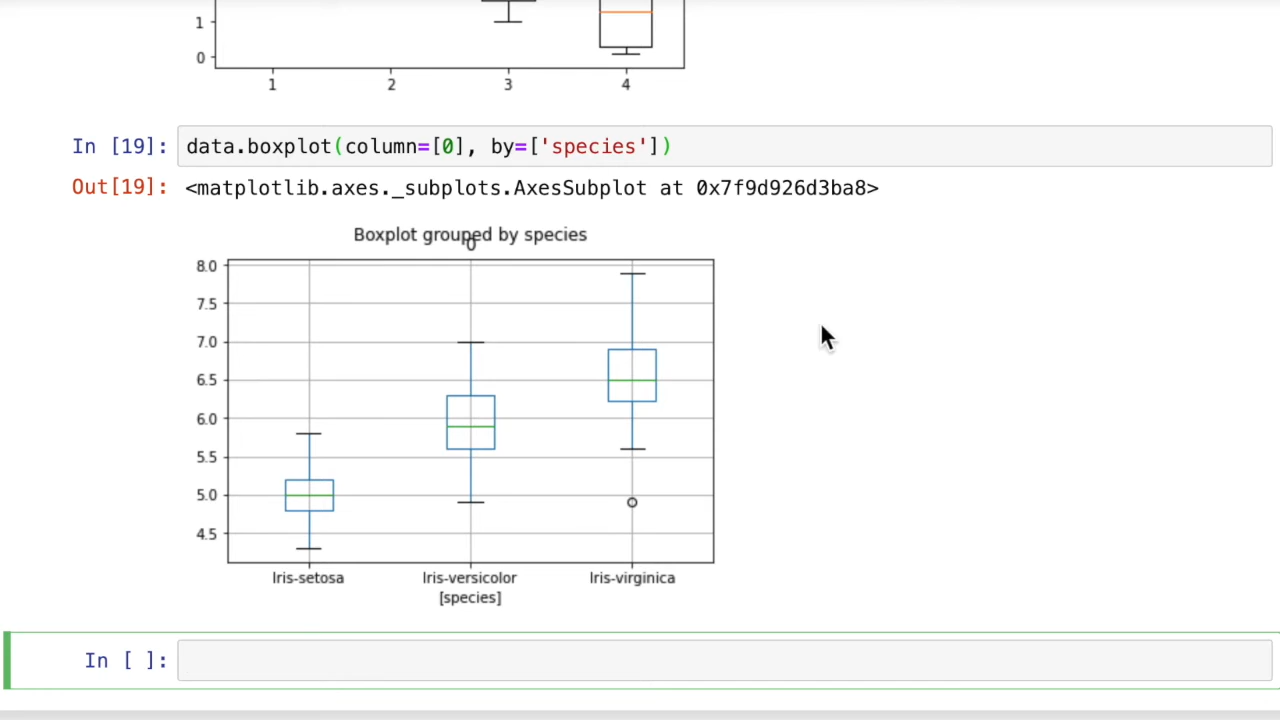 1
0
1 2 3 4
In [19]: data.boxplot(column=[0], by=['species'])
Out[19]: <matplotlib.axes._subplots.AxesSubplot at 0x7f9d926d3ba8>
Boxplot grouped by species
0
8.0
7.5
7.0
6.5
6.0
5.5
5.0
4.5
Iris-setosa Iris-versicolor Iris-virginica
[species]
In [ ]: